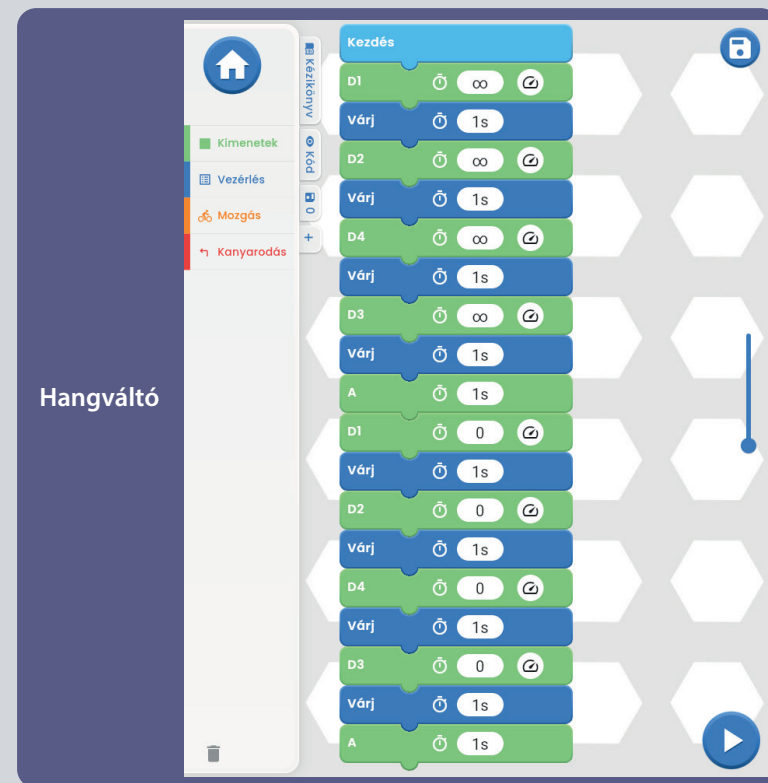 Hangváltó
Kimenetek
Vezérlés
Mozgás
Kanyarodás
Kézikönyv
Kód
0
+
Kezdés
D1 ∞
Várj 1s
D2 ∞
Várj 1s
D4 ∞
Várj 1s
D3 ∞
Várj 1s
A 1s
D1 0
Várj 1s
D2 0
Várj 1s
D4 0
Várj 1s
D3 0
Várj 1s
A 1s